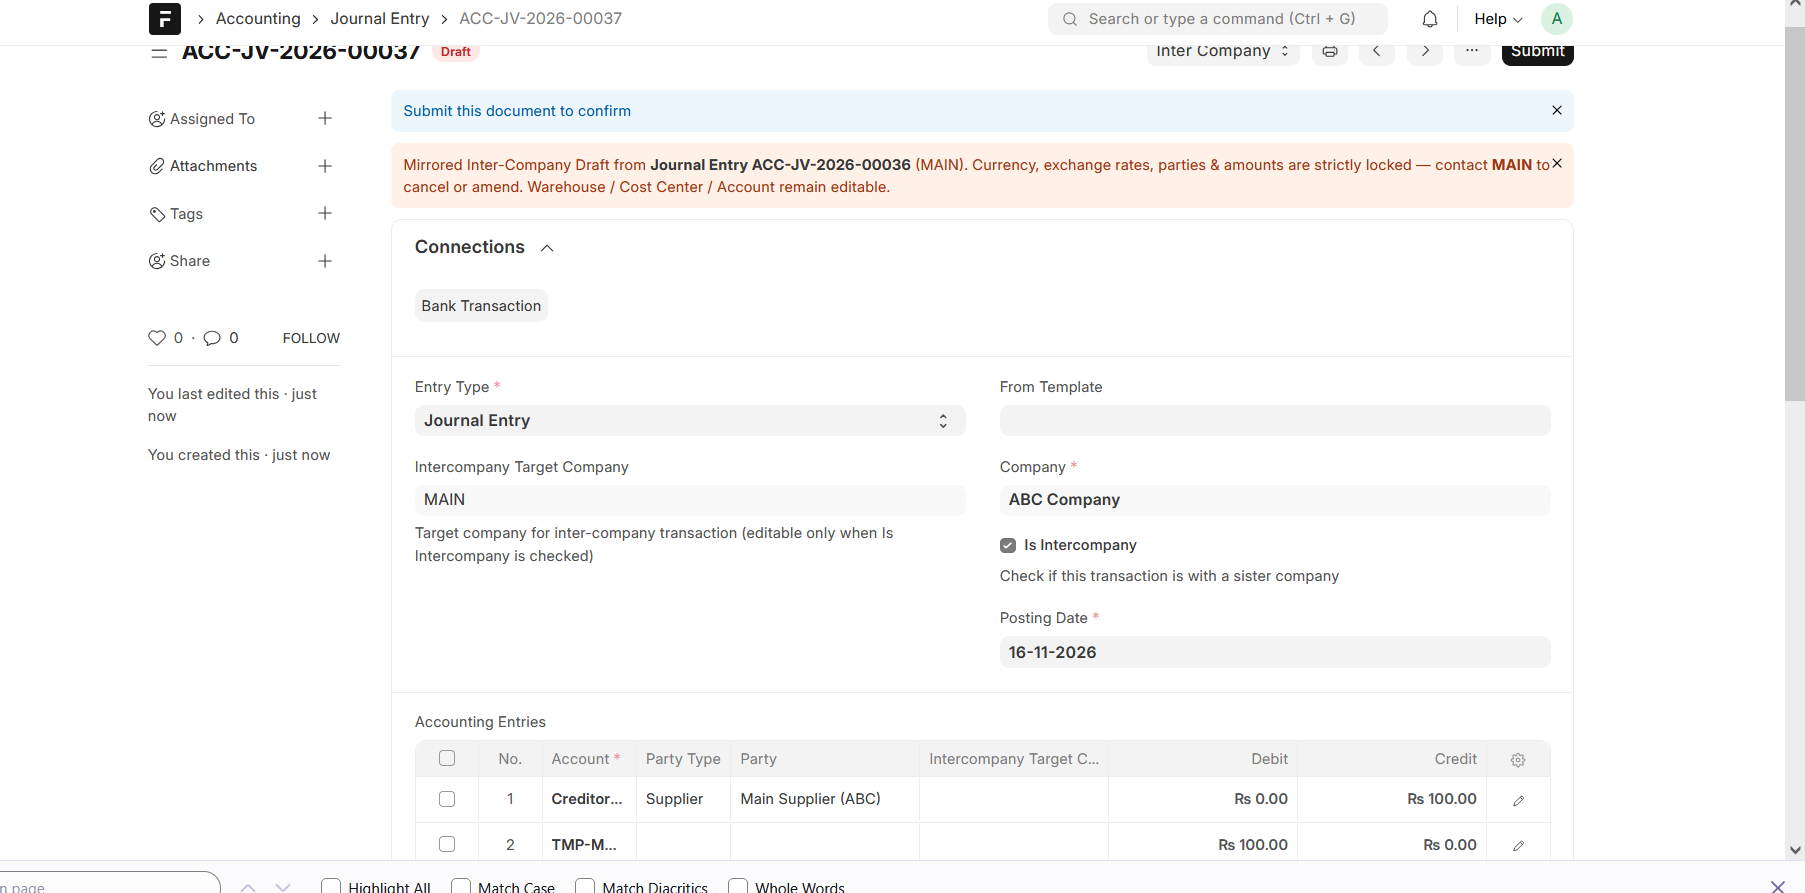 Accounting Journal Entry ACC-JV-2026-00037 Search or type a command (Ctrl + G) Help A
ACC-JV-2026-00037 Draft Inter Company ... Submit
Submit this document to confirm
Assigned To
Mirrored Inter-Company Draft from Journal Entry ACC-JV-2026-00036 (MAIN). Currency, exchange rates, parties & amounts are strictly locked — contact MAIN to
cancel or amend. Warehouse / Cost Center / Account remain editable.
Attachments
Tags
Share
0 · 0 FOLLOW
You last edited this · just
now
You created this · just now
Connections
Bank Transaction
Entry Type *
Journal Entry
From Template
Intercompany Target Company
MAIN
Target company for inter-company transaction (editable only when Is
Intercompany is checked)
Company *
ABC Company
Is Intercompany
Check if this transaction is with a sister company
Posting Date *
16-11-2026
Accounting Entries
No. Account * Party Type Party Intercompany Target C... Debit Credit
1 Creditor... Supplier Main Supplier (ABC) Rs 0.00 Rs 100.00
2 TMP-M... Rs 100.00 Rs 0.00
n page Highlight All Match Case Match Diacritics Whole Words